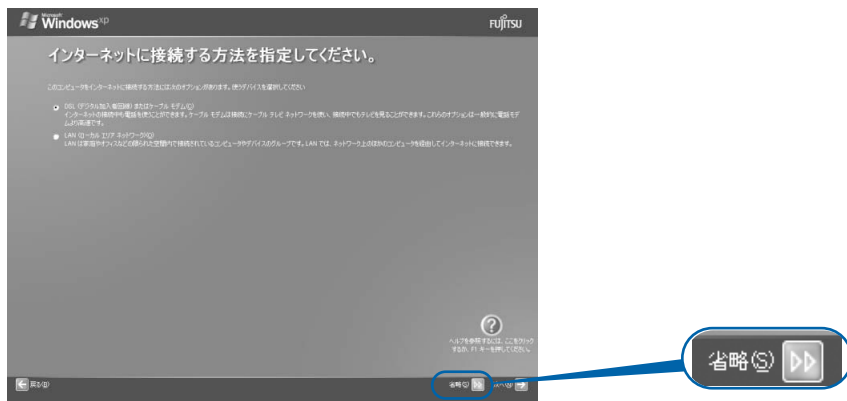 Microsoft
Windows xp
FUJITSU
インターネットに接続する方法を指定してください。
このコンピュータをインターネットに接続する方法には次のオプションがあります。使うデバイスを選択してください
DSL (デジタル加入者回線) またはケーブル モデム(D)
インターネットの接続中も電話を使うことができます。ケーブル モデムは接続にケーブル テレビ ネットワークを使い、接続中でもテレビを見ることができます。これらのオプションは一般的に電話モデ
ムより高速です。
LAN (ローカル エリア ネットワーク)(O)
LAN は家庭やオフィスなどの限られた空間内で接続されているコンピュータやデバイスのグループです。LAN では、ネットワーク上のほかのコンピュータを経由してインターネットに接続できます。
ヘルプを参照するには、ここをクリック
するか、F1 キーを押してください。
戻る(B)
省略(S)
次へ(N)
省略(S)